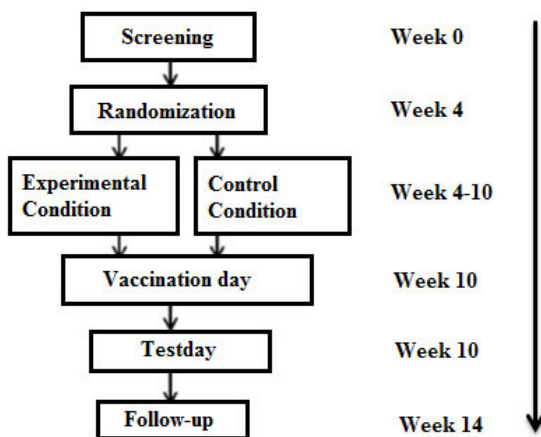 Screening
Week 0
Randomization
Week 4
Experimental
Condition
Control
Condition
Week 4-10
Vaccination day
Week 10
Testday
Week 10
Follow-up
Week 14